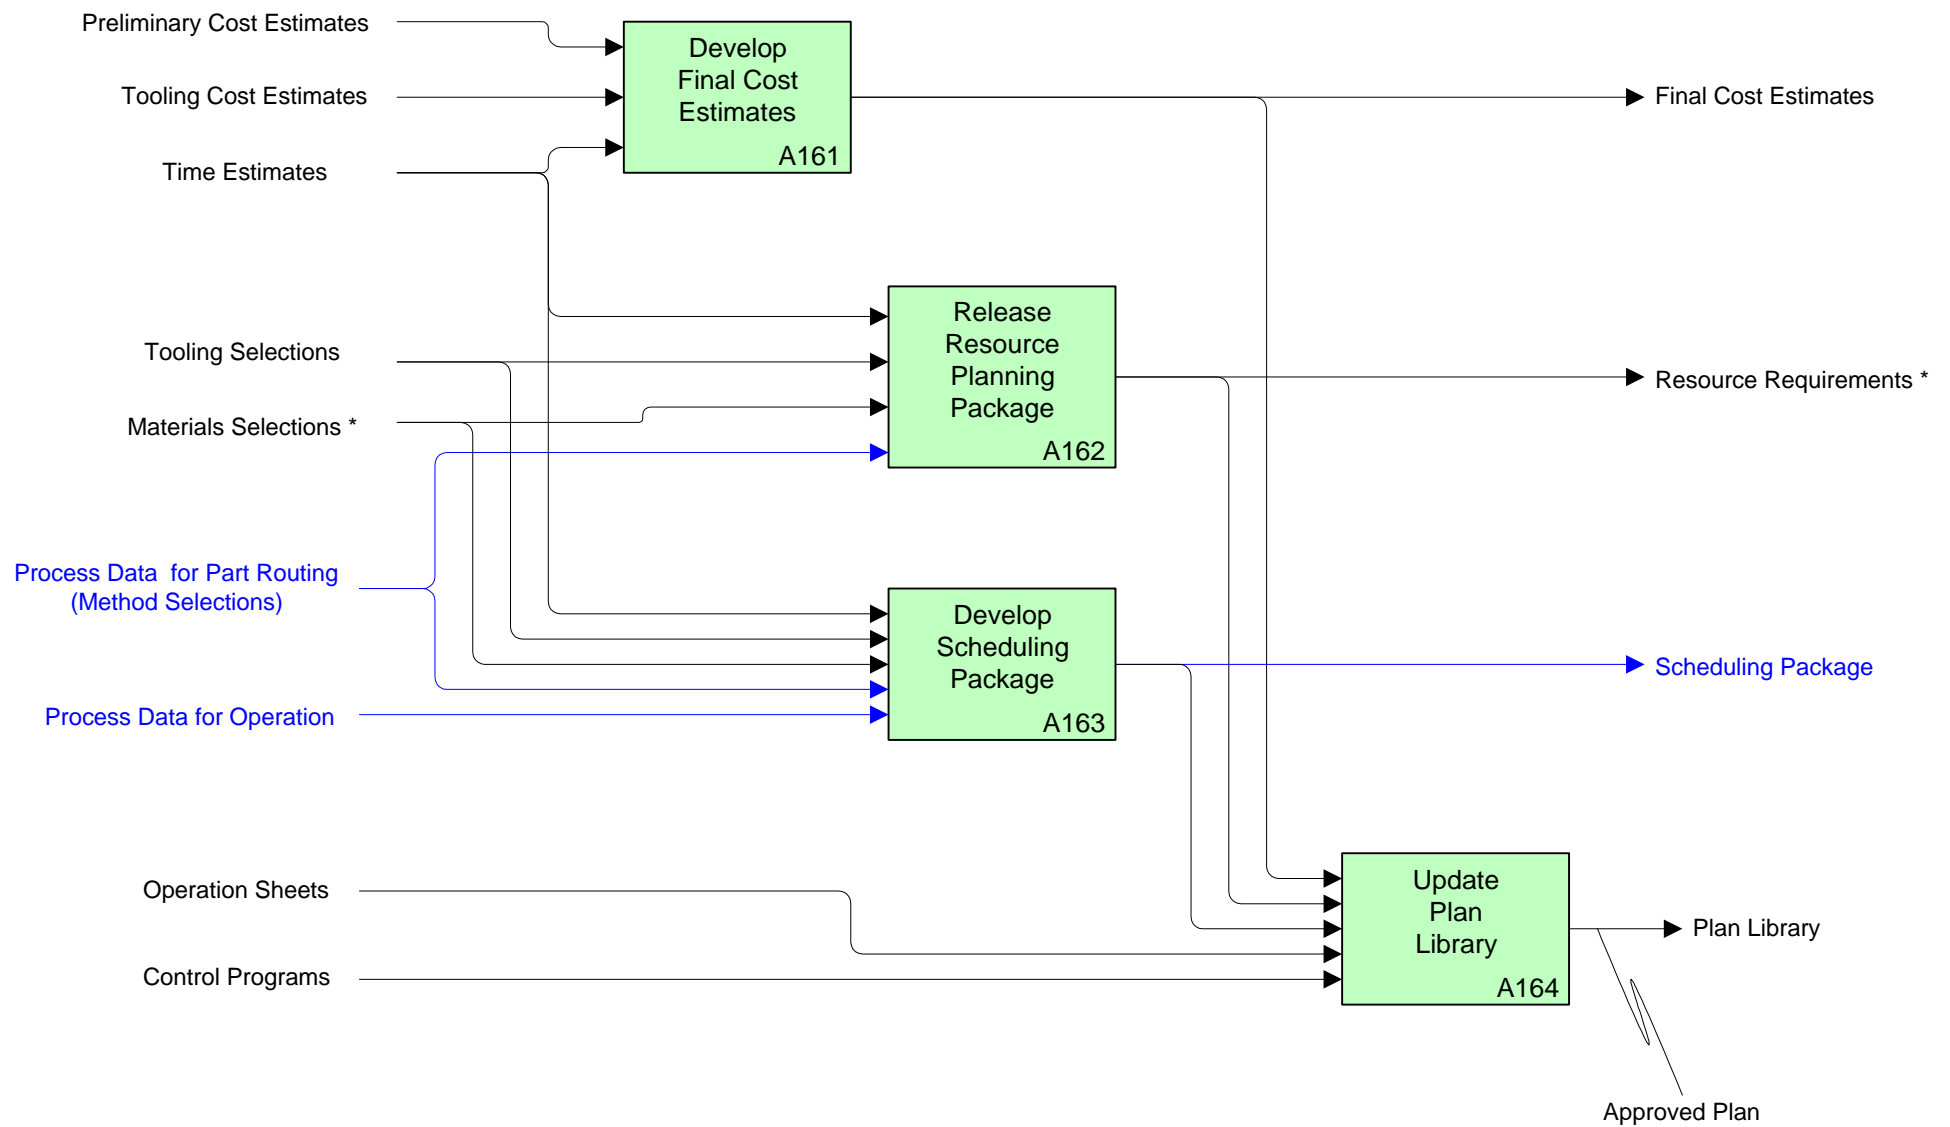 Preliminary Cost Estimates
Develop
Final Cost
Estimates
A161
Tooling Cost Estimates
Final Cost Estimates
Time Estimates
Release
Resource
Planning
Package
A162
Tooling Selections
Resource Requirements *
Materials Selections *
Process Data  for Part Routing
(Method Selections)
Develop
Scheduling
Package
A163
Scheduling Package
Process Data for Operation
Update
Plan
Library
A164
Operation Sheets
Plan Library
Control Programs
Approved Plan